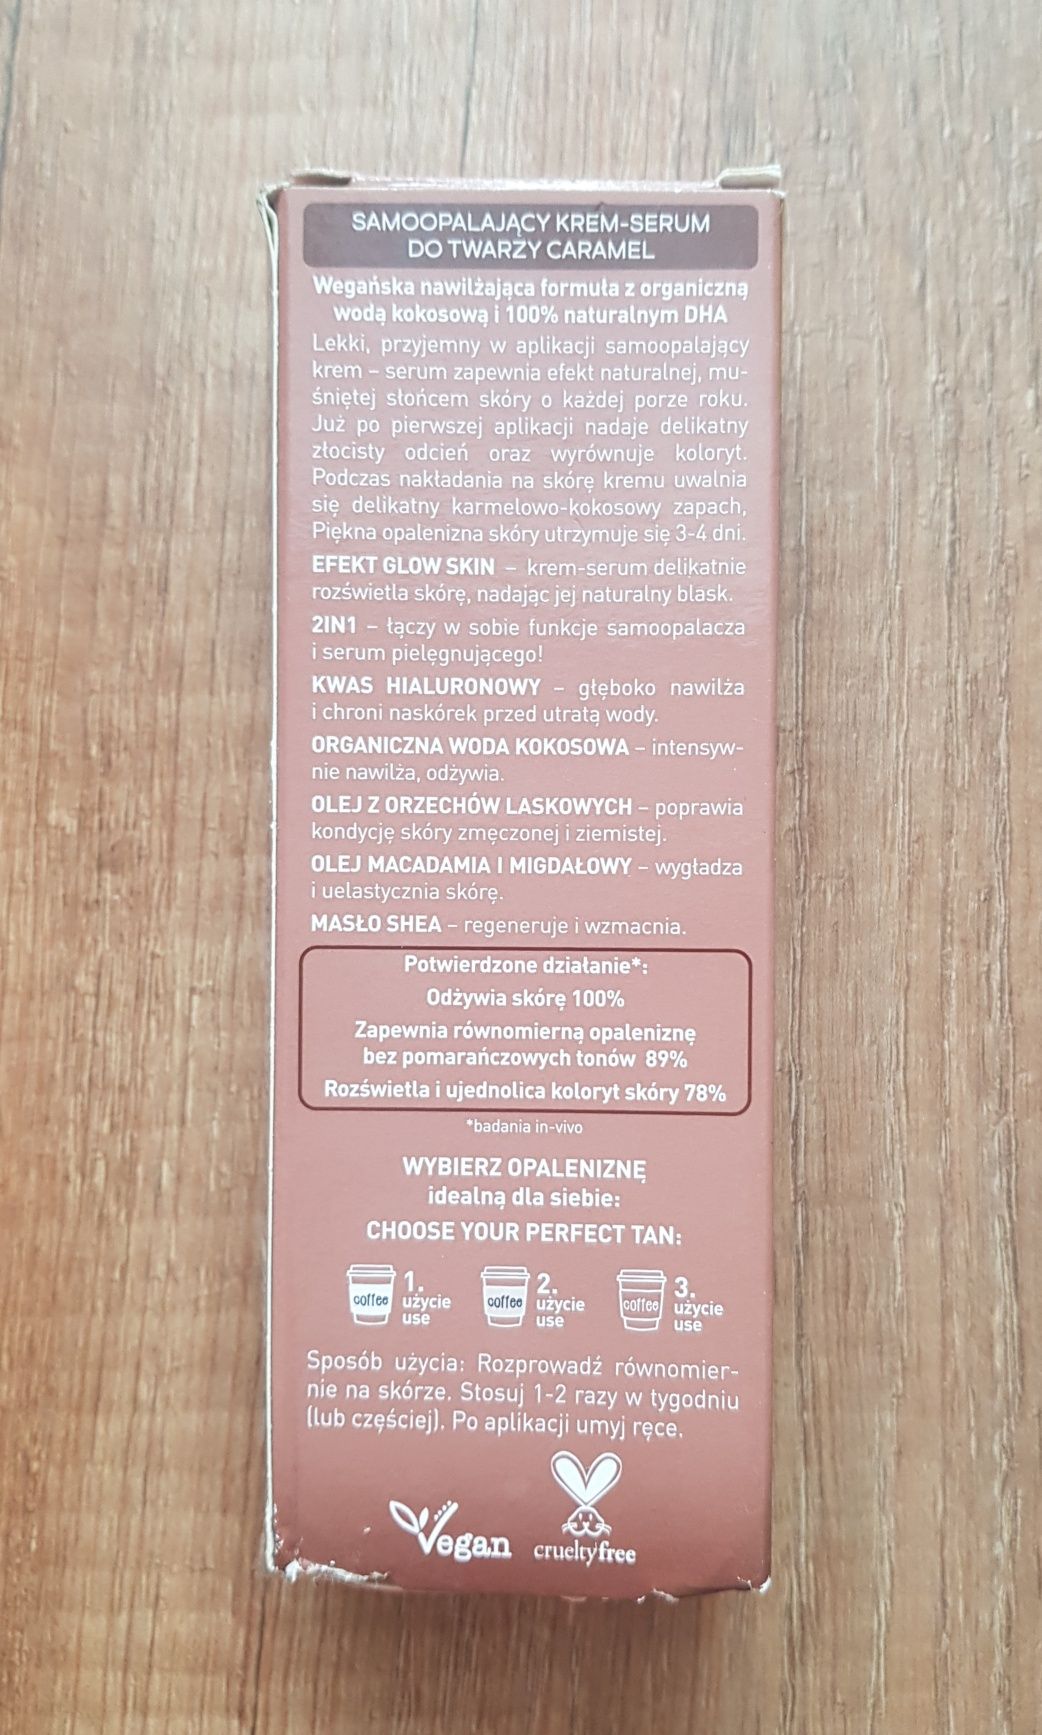 SAMOOPALAJĄCY KREM-SERUM
DO TWARZY CARAMEL
Wegańska nawilżająca formuła z organiczną
wodą kokosową i 100% naturalnym DHA
Lekki, przyjemny w aplikacji samoopalający
krem – serum zapewnia efekt naturalnej, mu-
śniętej słońcem skóry o każdej porze roku.
Już po pierwszej aplikacji nadaje delikatny
złocisty odcień oraz wyrównuje koloryt.
Podczas nakładania na skórę kremu uwalnia
się delikatny karmelowo-kokosowy zapach,
Piękna opalenizna skóry utrzymuje się 3-4 dni.
EFEKT GLOW SKIN – krem-serum delikatnie
rozświetla skórę, nadając jej naturalny blask.
2IN1 – łączy w sobie funkcje samoopalacza
i serum pielęgnującego!
KWAS HIALURONOWY – głęboko nawilża
i chroni naskórek przed utratą wody.
ORGANICZNA WODA KOKOSOWA – intensyw-
nie nawilża, odżywia.
OLEJ Z ORZECHÓW LASKOWYCH – poprawia
kondycję skóry zmęczonej i ziemistej.
OLEJ MACADAMIA I MIGDAŁOWY – wygładza
i uelastycznia skórę.
MASŁO SHEA – regeneruje i wzmacnia.
Potwierdzone działanie*:
Odżywia skórę 100%
Zapewnia równomierną opaleniznę
bez pomarańczowych tonów 89%
Rozświetla i ujednolica koloryt skóry 78%
*badania in-vivo
WYBIERZ OPALENIZNĘ
idealną dla siebie:
CHOOSE YOUR PERFECT TAN:
coffee 1. użycie use
coffee 2. użycie use
coffee 3. użycie use
Sposób użycia: Rozprowadź równomier-
nie na skórze. Stosuj 1-2 razy w tygodniu
(lub częściej). Po aplikacji umyj ręce.
Vegan
crueltyfree